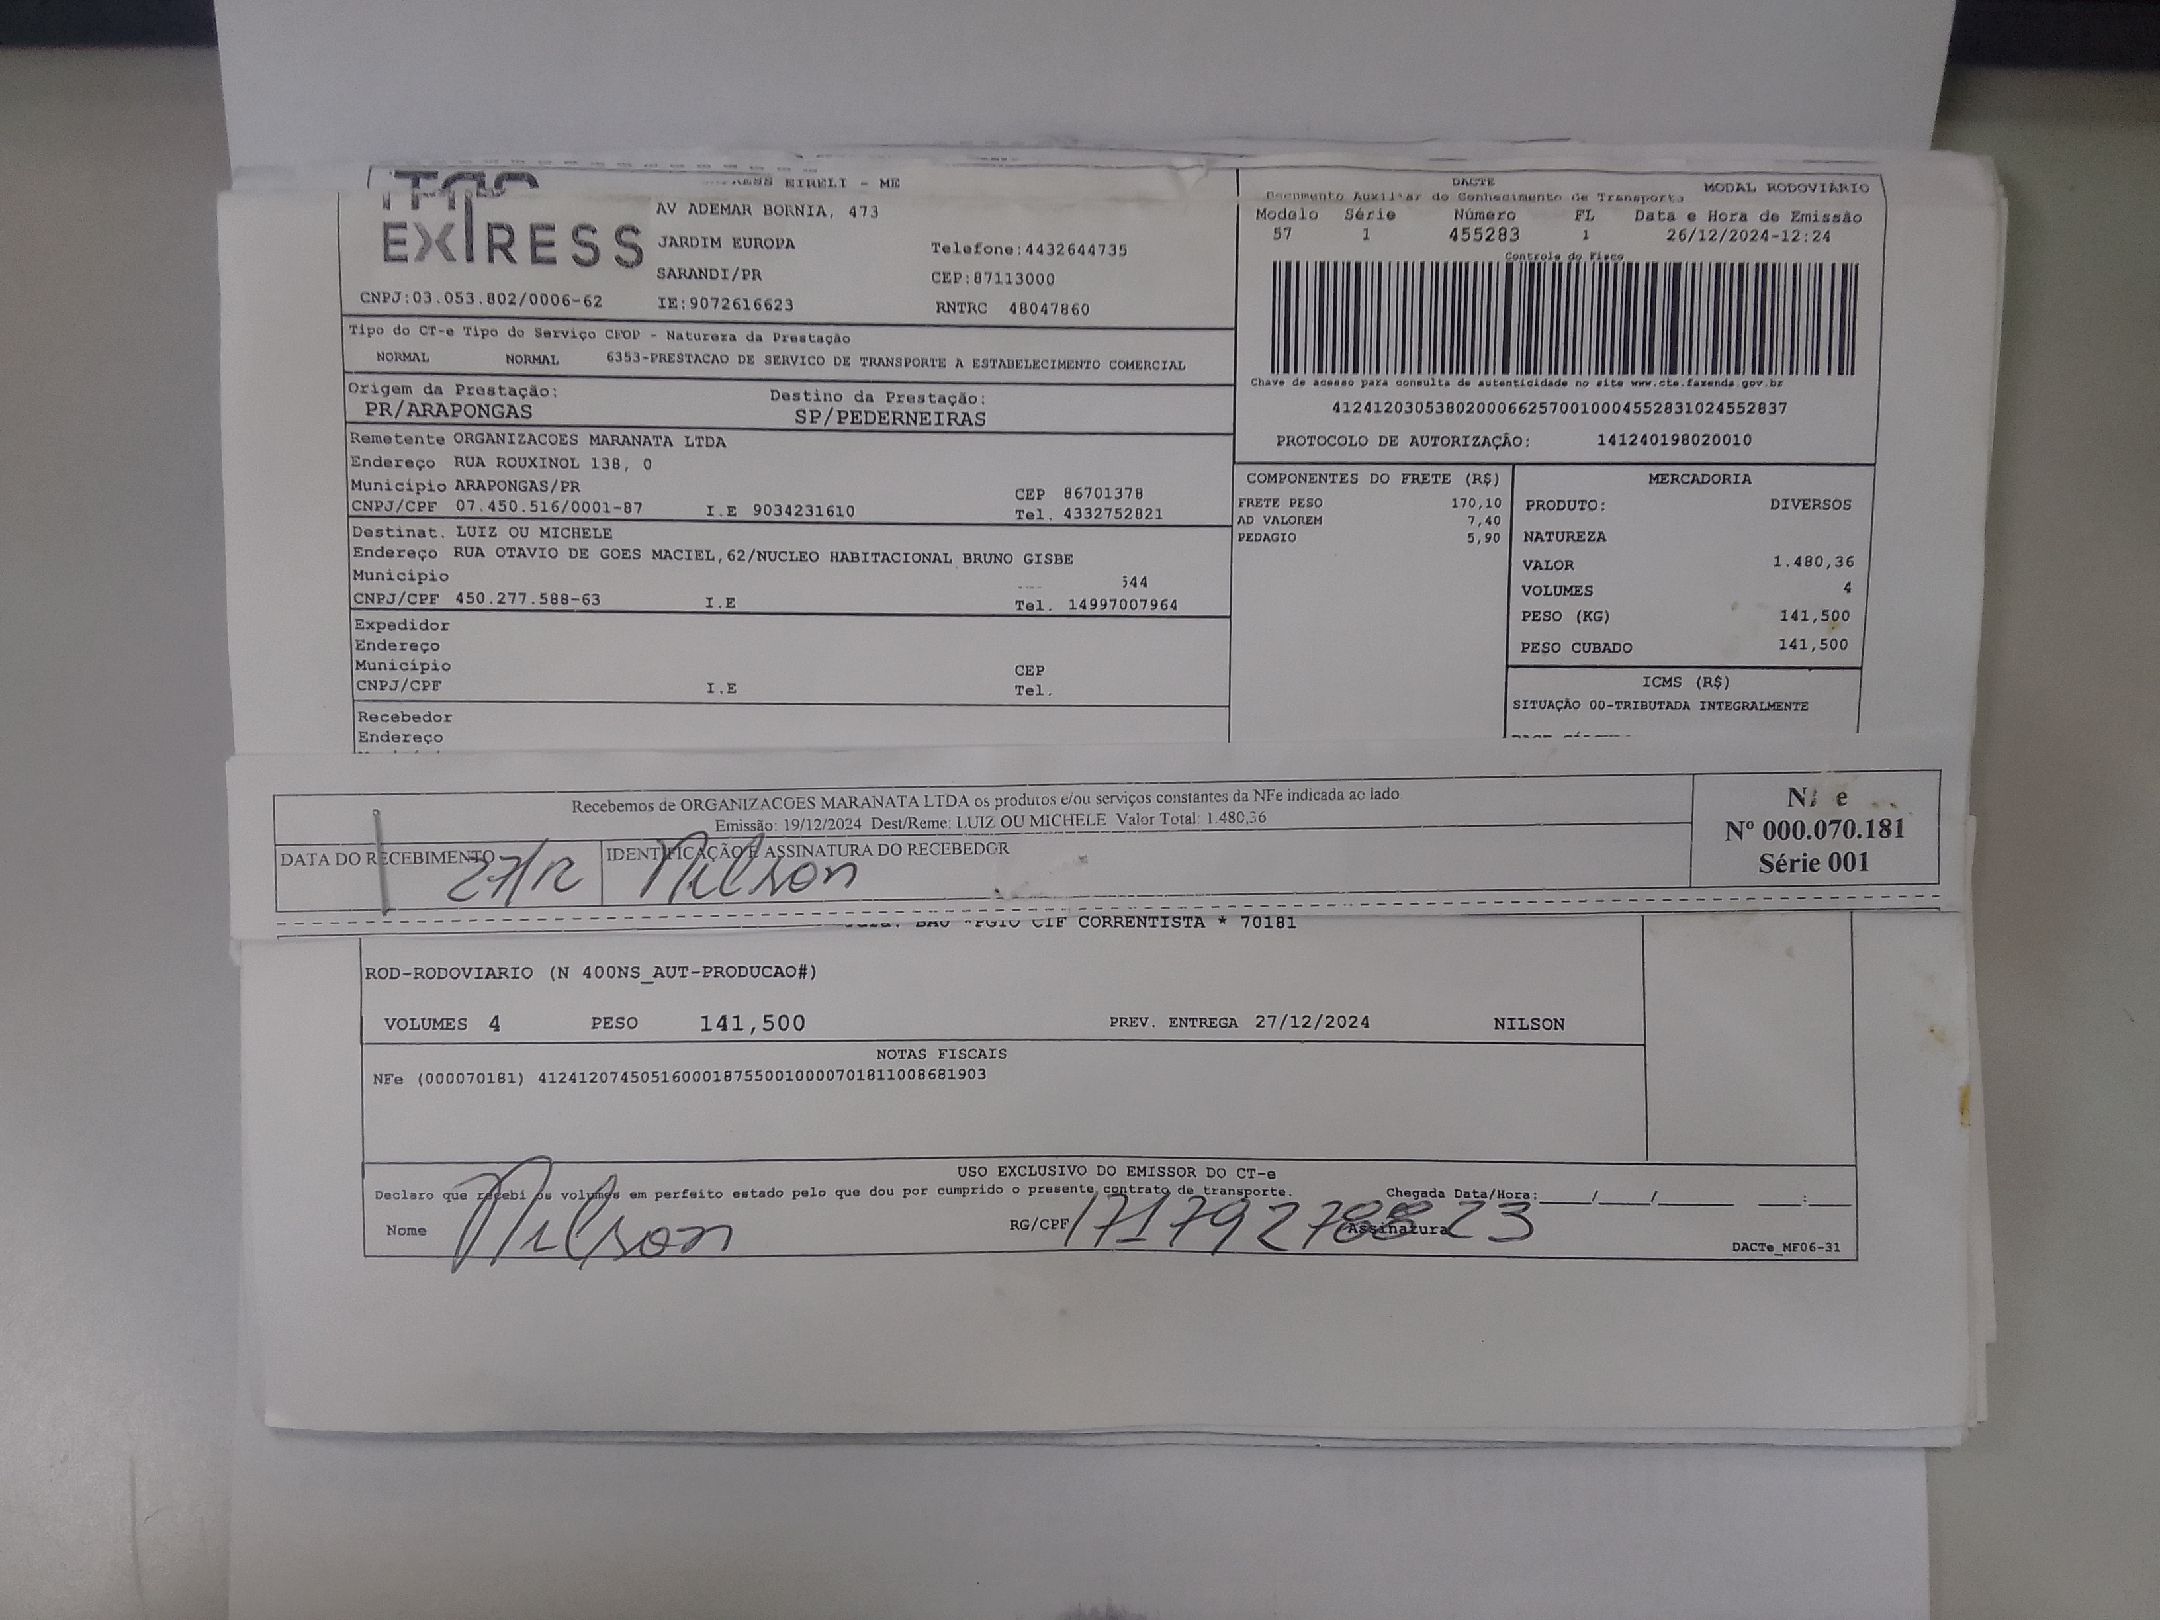 EXPRESS
EIRELI - ME
AV ADEMAR BORNIA, 473
JARDIM EUROPA
Telefone:4432644735
SARANDI/PR
CEP:87113000
CNPJ:03.053.802/0006-62
IE:9072616623
RNTRC 48047860
DACTE
MODAL RODOVIÁRIO
Documento Auxiliar do Conhecimento de Transporte
Modelo Série Número FL Data e Hora de Emissão
57 1 455283 1 26/12/2024-12:24
Controle do Fisco
Chave de acesso para consulta de autenticidade no site www.cte.fazenda.gov.br
41241203053802000662570010004552831024552837
PROTOCOLO DE AUTORIZAÇÃO: 141240198020010
Tipo do CT-e Tipo do Serviço CFOP - Natureza da Prestação
NORMAL NORMAL 6353-PRESTACAO DE SERVICO DE TRANSPORTE A ESTABELECIMENTO COMERCIAL
Origem da Prestação: Destino da Prestação:
PR/ARAPONGAS SP/PEDERNEIRAS
Remetente ORGANIZACOES MARANATA LTDA
Endereço RUA ROUXINOL 138, 0
Município ARAPONGAS/PR CEP 86701378
CNPJ/CPF 07.450.516/0001-87 I.E 9034231610 Tel. 4332752821
Destinat. LUIZ OU MICHELE
Endereço RUA OTAVIO DE GOES MACIEL,62/NUCLEO HABITACIONAL BRUNO GISBE
Município 544
CNPJ/CPF 450.277.588-63 I.E Tel. 14997007964
Expedidor
Endereço
Município CEP
CNPJ/CPF I.E Tel.
Recebedor
Endereço
COMPONENTES DO FRETE (R$)
FRETE PESO 170,10
AD VALOREM 7,40
PEDAGIO 5,90
MERCADORIA
PRODUTO: DIVERSOS
NATUREZA
VALOR 1.480,36
VOLUMES 4
PESO (KG) 141,500
PESO CUBADO 141,500
ICMS (R$)
SITUAÇÃO 00-TRIBUTADA INTEGRALMENTE
Recebemos de ORGANIZACOES MARANATA LTDA os produtos e/ou serviços constantes da NFe indicada ao lado
Emissão: 19/12/2024 Dest/Reme: LUIZ OU MICHELE Valor Total: 1.480,36
DATA DO RECEBIMENTO
27/12
IDENTIFICAÇÃO E ASSINATURA DO RECEBEDOR
Nilson
Nº 000.070.181
Série 001
CIF CORRENTISTA * 70181
ROD-RODOVIARIO (N 400NS_AUT-PRODUCAO#)
VOLUMES 4 PESO 141,500 PREV. ENTREGA 27/12/2024 NILSON
NOTAS FISCAIS
NFe (000070181) 41241207450516000187550010000701811008681903
USO EXCLUSIVO DO EMISSOR DO CT-e
Declaro que recebi os volumes em perfeito estado pelo que dou por cumprido o presente contrato de transporte.
Chegada Data/Hora:___/___/_____ ___:___
Nome Nilson RG/CPF Assinatura
DACTe_MF06-31